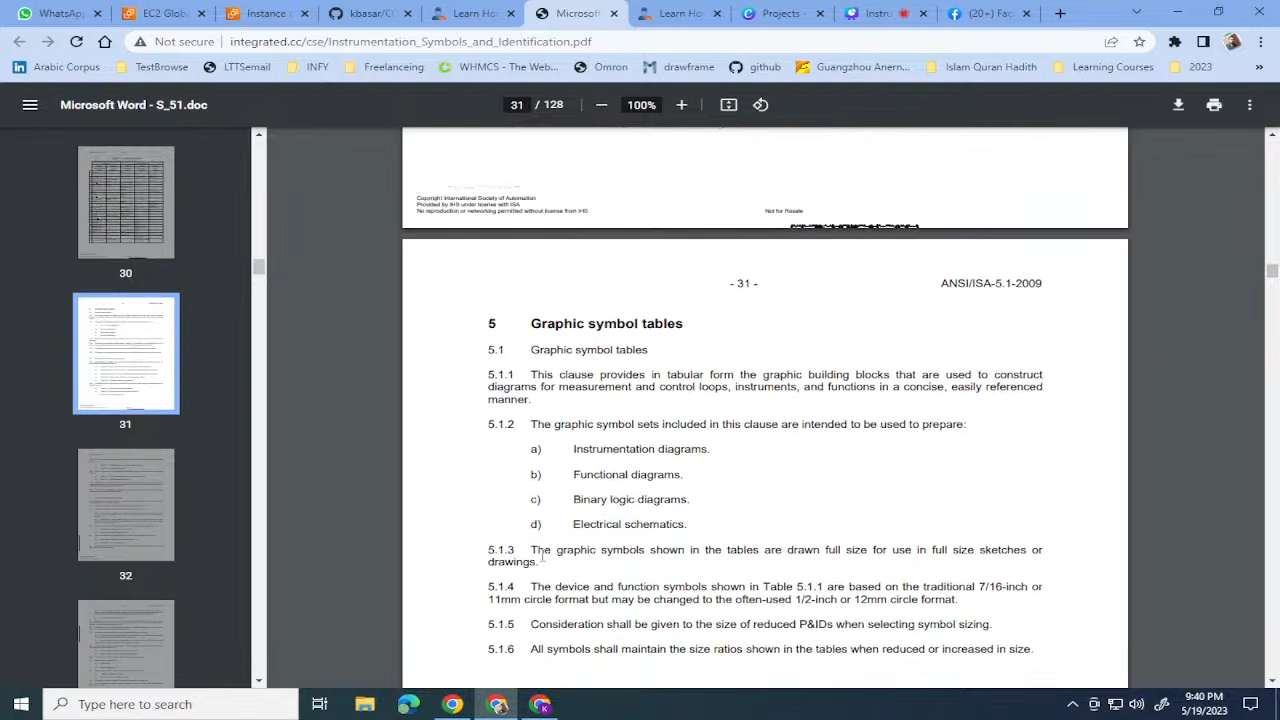 WhatsApp
EC2 Globa
Instances
kbase/Cc
Learn How
Microsoft
Learn How
Projects -
Instru
(20+) Fac
Not secure | integrated.cc/cse/Instrumentation_Symbols_and_Identification.pdf
Arabic Corpus
TestBrowse
LTTSemail
INFY
Freelanceing
WHMCS - The Web...
Omron
drawframe
github
Guangzhou Anern...
Islam Quran Hadith
Learning Courses
2023
»
Microsoft Word - S_51.doc
31 / 128
100%
30
31
32
Copyright International Society of Automation
Provided by IHS under license with ISA
No reproduction or networking permitted without license from IHS
Not for Resale
- 31 -
ANSI/ISA-5.1-2009
5 Graphic symbol tables
5.1 Graphic symbol tables
5.1.1 This clause provides in tabular form the graphic building blocks that are used to construct
diagrams for measurement and control loops, instruments, and functions in a concise, easily referenced
manner.
5.1.2 The graphic symbol sets included in this clause are intended to be used to prepare:
a) Instrumentation diagrams.
b) Functional diagrams.
c) Binary logic diagrams.
d) Electrical schematics.
5.1.3 The graphic symbols shown in the tables are drawn full size for use in full size sketches or
drawings.
5.1.4 The device and function symbols shown in Table 5.1.1 are based on the traditional 7/16-inch or
11mm circle format but may be changed to the often-used 1/2-inch or 12mm circle format.
5.1.5 Consideration shall be given to the size of reduced P&IDs when selecting symbol sizing.
5.1.6 All symbols shall maintain the size ratios shown in the tables when reduced or increased in size.
Type here to search
9:40 PM
5/19/2023